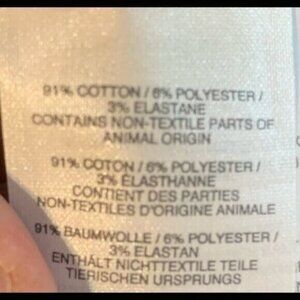 91% COTTON / 6% POLYESTER /
3% ELASTANE
CONTAINS NON-TEXTILE PARTS OF
ANIMAL ORIGIN
91% COTON / 6% POLYESTER /
3% ÉLASTHANNE
CONTIENT DES PARTIES
NON-TEXTILES D'ORIGINE ANIMALE
91% BAUMWOLLE / 6% POLYESTER /
3% ELASTAN
ENTHÄLT NICHTTEXTILE TEILE
TIERISCHEN URSPRUNGS